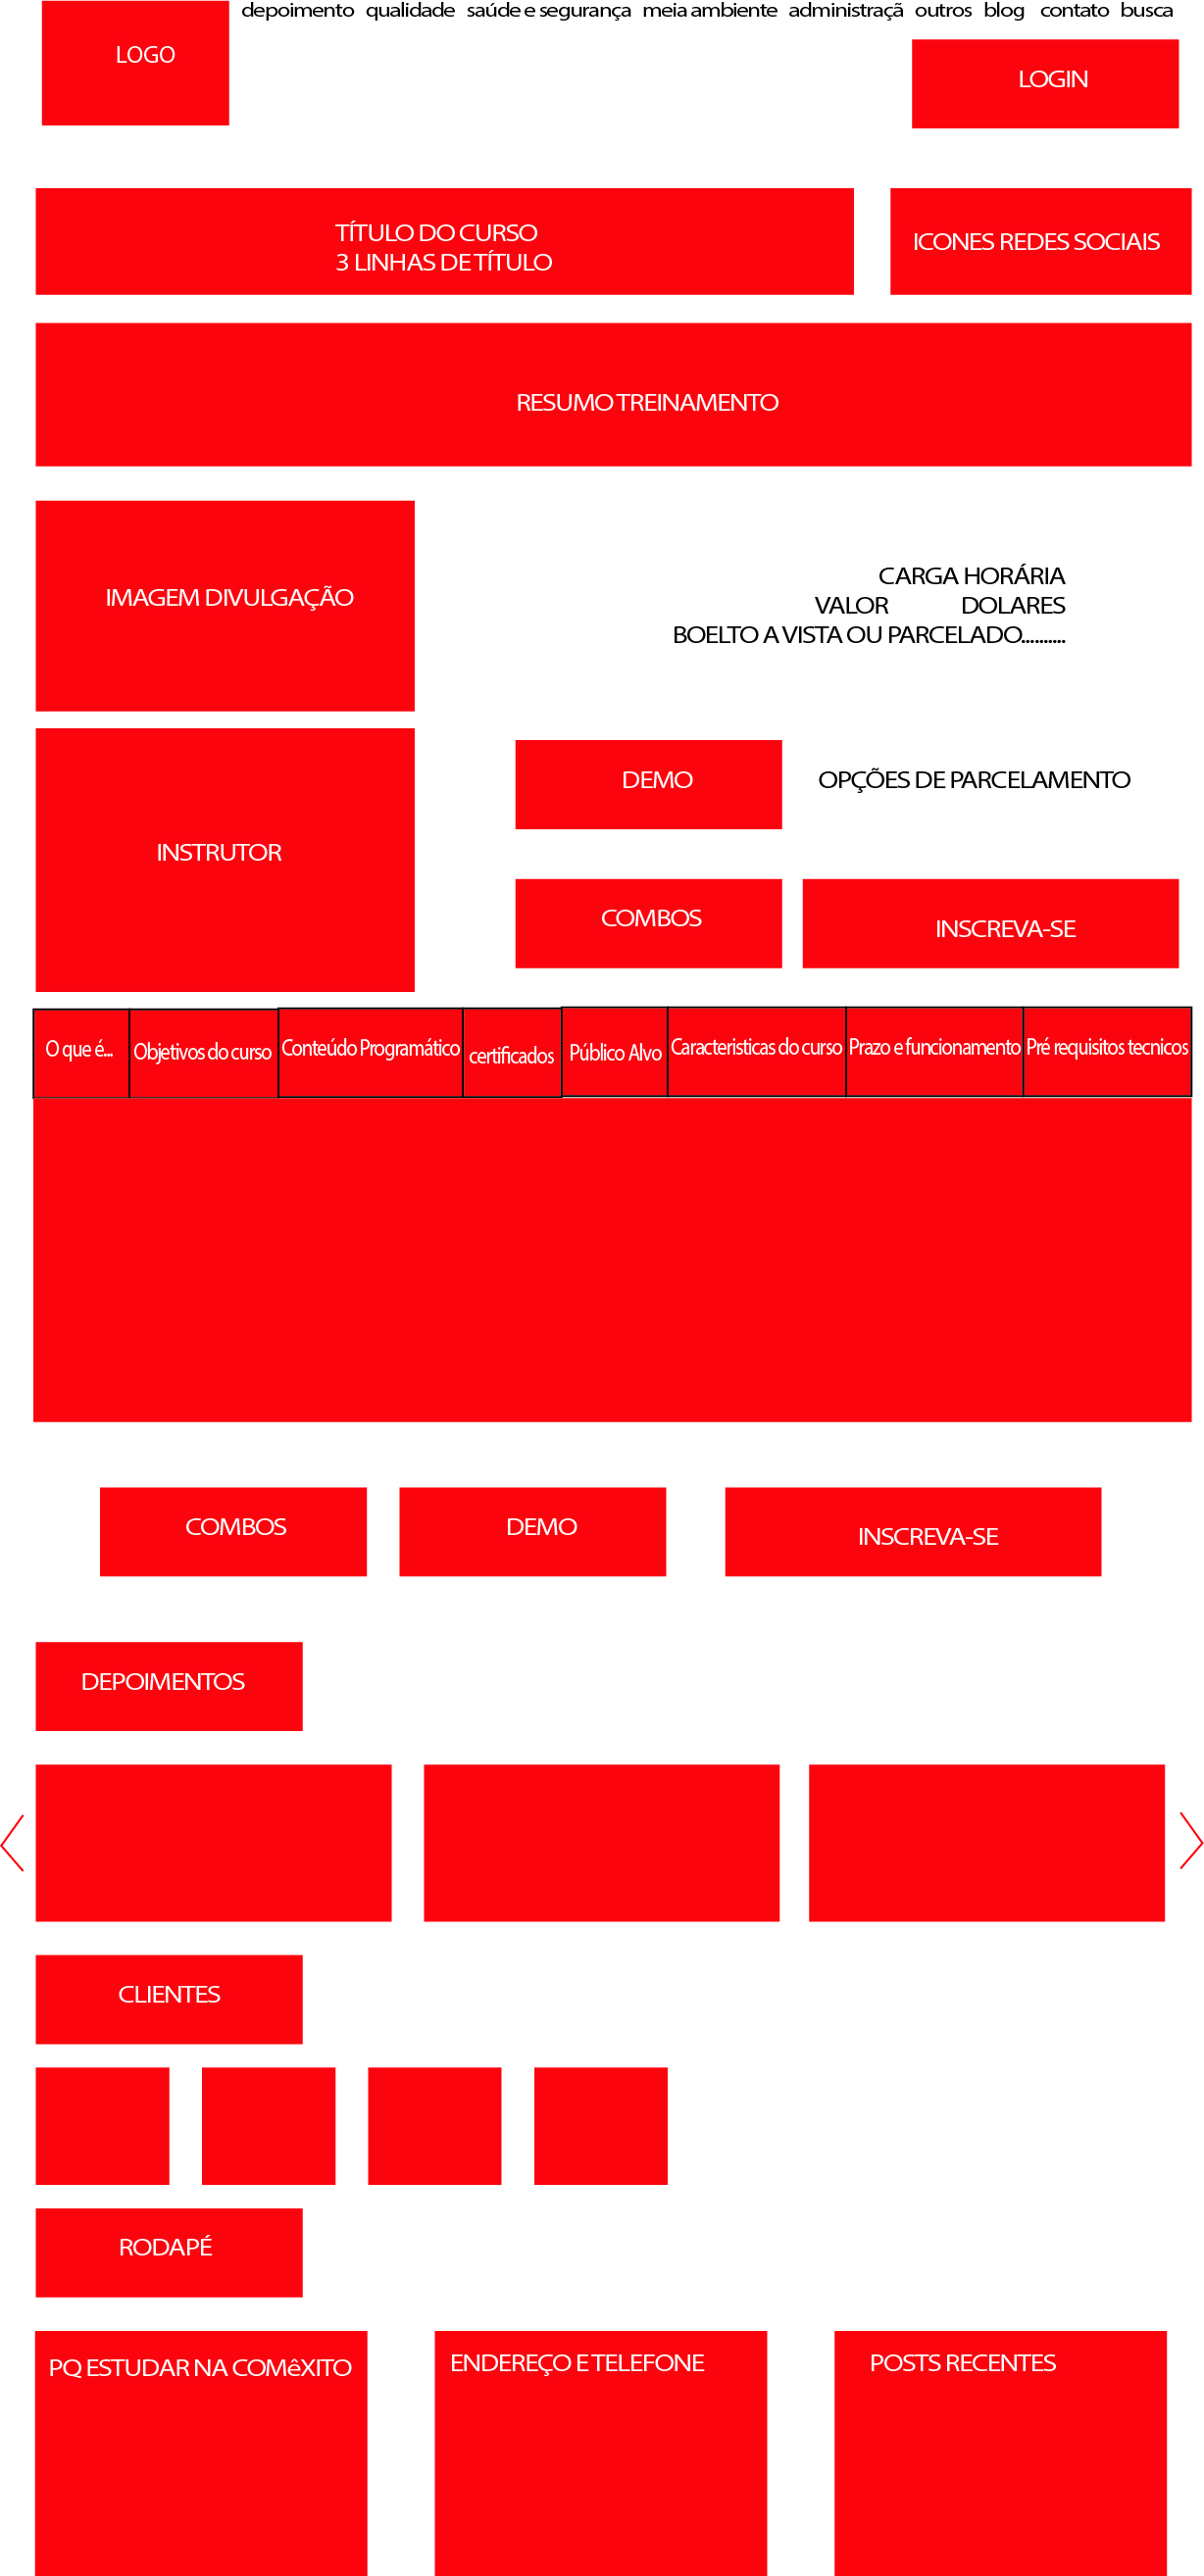 depoimento qualidade saúde e segurança meia ambiente administraçã outros blog contato busca
LOGO
LOGIN
TÍTULO DO CURSO
3 LINHAS DE TÍTULO
ICONES REDES SOCIAIS
RESUMO TREINAMENTO
IMAGEM DIVULGAÇÃO
CARGA HORÁRIA
VALOR DOLARES
BOELTO A VISTA OU PARCELADO..........
INSTRUTOR
DEMO
OPÇÕES DE PARCELAMENTO
COMBOS
INSCREVA-SE
O que é...
Objetivos do curso
Conteúdo Programático
certificados
Público Alvo
Caracteristicas do curso
Prazo e funcionamento
Pré requisitos tecnicos
COMBOS
DEMO
INSCREVA-SE
DEPOIMENTOS
CLIENTES
RODAPÉ
PQ ESTUDAR NA COMêXITO
ENDEREÇO E TELEFONE
POSTS RECENTES